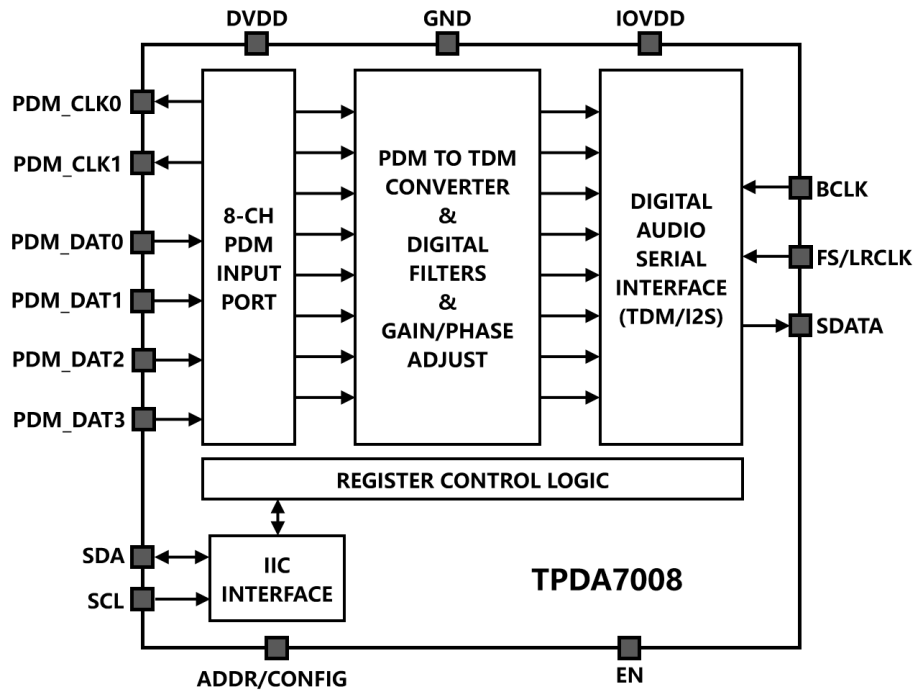 DVDD
GND
IOVDD
PDM_CLK0
PDM_CLK1
PDM_DAT0
PDM_DAT1
PDM_DAT2
PDM_DAT3
8-CH
PDM
INPUT
PORT
PDM TO TDM
CONVERTER
&
DIGITAL
FILTERS
&
GAIN/PHASE
ADJUST
DIGITAL
AUDIO
SERIAL
INTERFACE
(TDM/I2S)
BCLK
FS/LRCLK
SDATA
REGISTER CONTROL LOGIC
SDA
SCL
IIC
INTERFACE
TPDA7008
ADDR/CONFIG
EN